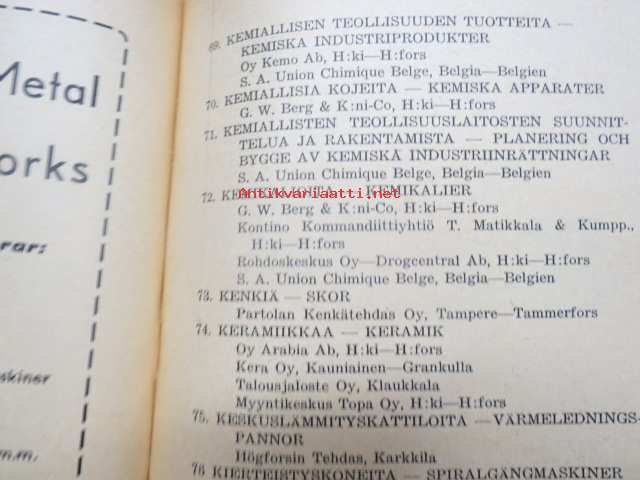 Metal
orks
rar:
skiner
m.m.
69. KEMIALLISEN TEOLLISUUDEN TUOTTEITA —
KEMISKA INDUSTRIPRODUKTER
Oy Kemo Ab, H:ki—H:fors
S. A. Union Chimique Belge, Belgia—Belgien
70. KEMIALLISIA KOJEITA — KEMISKA APPARATER
G. W. Berg & K:ni-Co, H:ki—H:fors
71. KEMIALLISTEN TEOLLISUUSLAITOSTEN SUUNNIT-
TELUA JA RAKENTAMISTA — PLANERING OCH
BYGGE AV KEMISKA INDUSTRIINRÄTTNINGAR
S. A. Union Chimique Belge, Belgia—Belgien
Antikvariaatti.net
72. KEMIKALIOITA — KEMIKALIER
G. W. Berg & K:ni-Co, H:ki—H:fors
Kontino Kommandiittiyhtiö T. Matikkala & Kumpp.,
H:ki—H:fors
Rohdoskeskus Oy—Drogcentral Ab, H:ki—H:fors
S. A. Union Chimique Belge, Belgia—Belgien
73. KENKIÄ — SKOR
Partolan Kenkätehdas Oy, Tampere—Tammerfors
74. KERAMIIKKAA — KERAMIK
Oy Arabia Ab, H:ki—H:fors
Kera Oy, Kauniainen—Grankulla
Talousjaloste Oy, Klaukkala
Myyntikeskus Topa Oy, H:ki—H:fors
75. KESKUSLÄMMITYSKATTILOITA —VÄRMELEDNINGS-
PANNOR
Högforsin Tehdas, Karkkila
76 KIERTEISTYSKONEITA — SPIRALGÄNGMASKINER